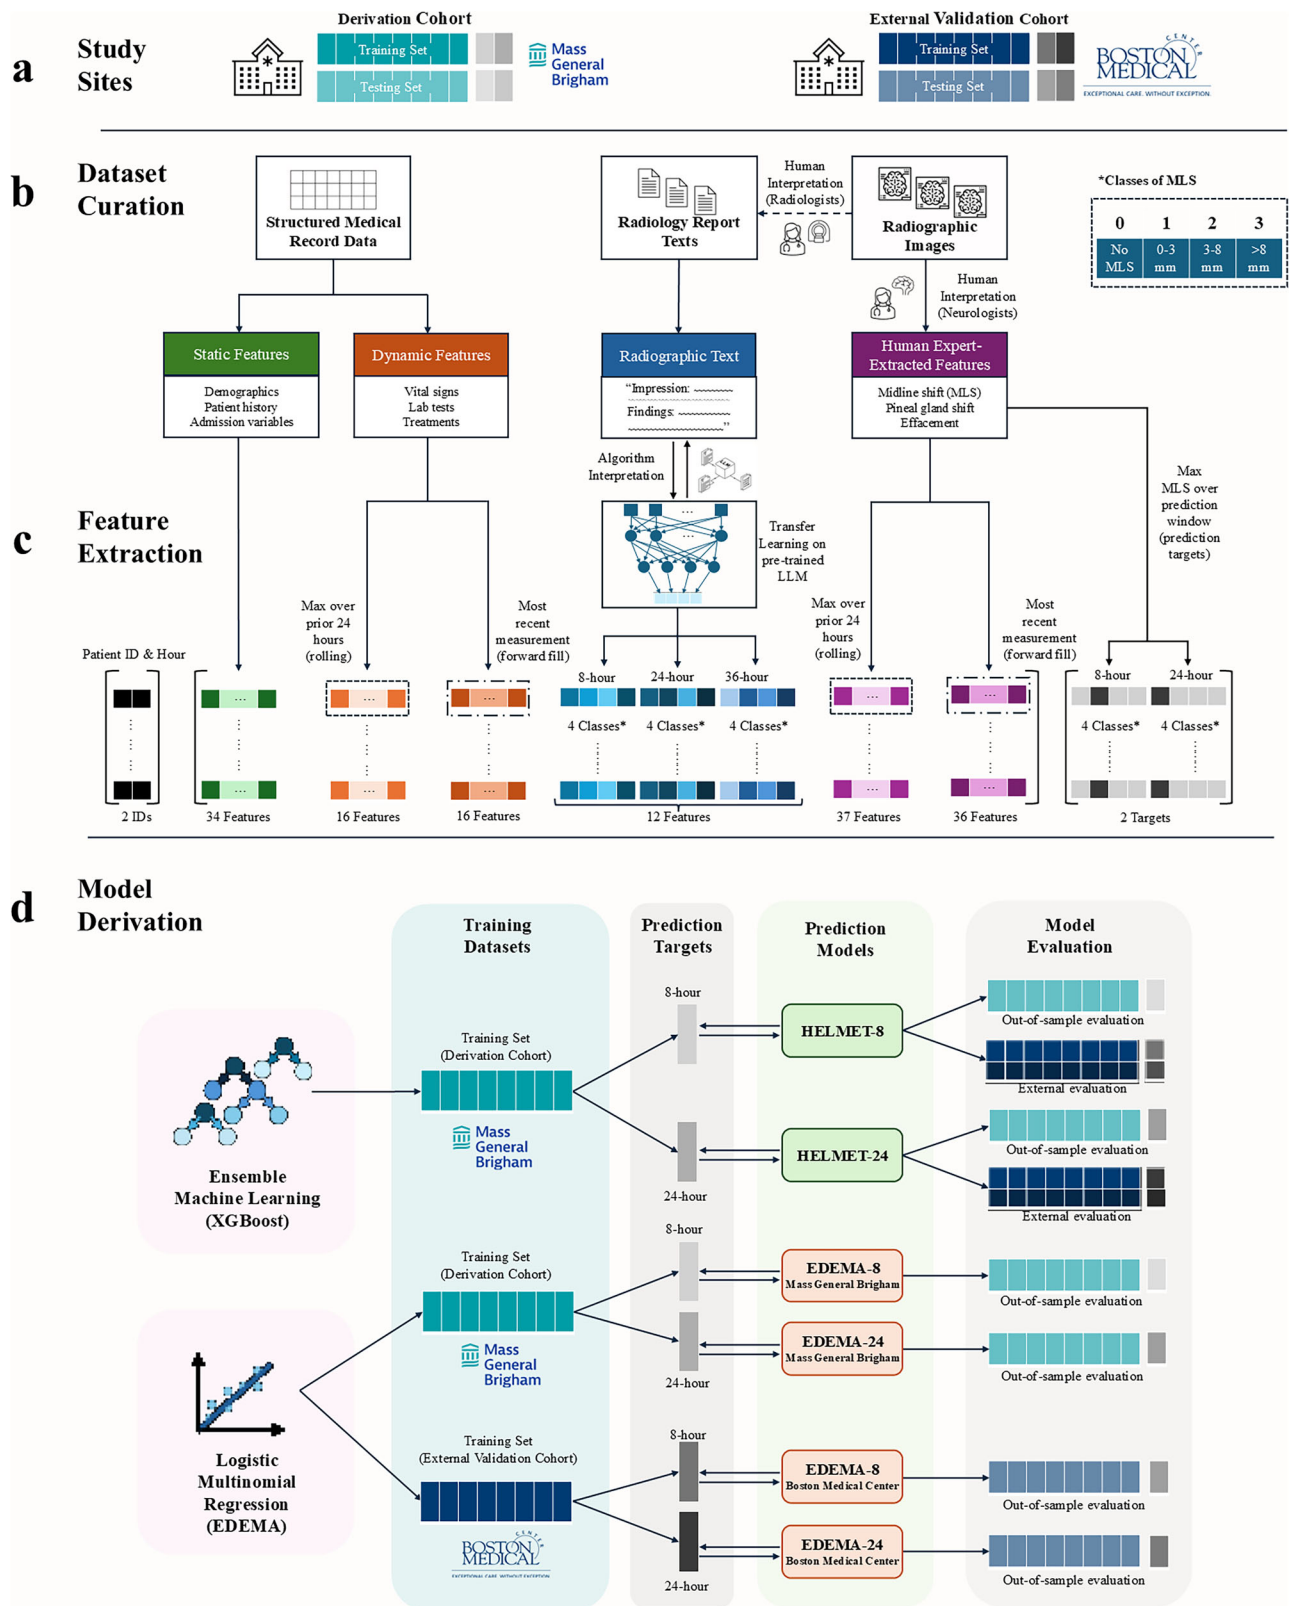 a
Study
Sites
Derivation Cohort
Training Set
Testing Set
Mass
General
Brigham
External Validation Cohort
Training Set
Testing Set
BOSTON
MEDICAL
CENTER
EXCEPTIONAL CARE. WITHOUT EXCEPTION.
b
Dataset
Curation
Structured Medical
Record Data
Radiology Report
Texts
Human
Interpretation
(Radiologists)
Radiographic
Images
*Classes of MLS
0 1 2 3
No MLS
0-3 mm
3-8 mm
>8 mm
Human
Interpretation
(Neurologists)
Static Features
Demographics
Patient history
Admission variables
Dynamic Features
Vital signs
Lab tests
Treatments
Radiographic Text
“Impression:
Findings:
”
Human Expert-
Extracted Features
Midline shift (MLS)
Pineal gland shift
Effacement
c
Feature
Extraction
Algorithm
Interpretation
LLM
Transfer
Learning on
pre-trained
LLM
Max
MLS over
prediction
window
(prediction
targets)
Patient ID & Hour
Max over
prior 24
hours
(rolling)
Most
recent
measurement
(forward fill)
8-hour
24-hour
36-hour
Max over
prior 24
hours
(rolling)
Most
recent
measurement
(forward fill)
8-hour
24-hour
...
...
...
...
...
4 Classes*
4 Classes*
4 Classes*
4 Classes*
4 Classes*
...
...
...
...
...
2 IDs
34 Features
16 Features
16 Features
12 Features
37 Features
36 Features
2 Targets
d
Model
Derivation
Training
Datasets
Prediction
Targets
Prediction
Models
Model
Evaluation
Ensemble
Machine Learning
(XGBoost)
Training Set
(Derivation Cohort)
Mass
General
Brigham
8-hour
HELMET-8
Out-of-sample evaluation
External evaluation
24-hour
HELMET-24
Out-of-sample evaluation
External evaluation
Logistic
Multinomial
Regression
(EDEMA)
Training Set
(Derivation Cohort)
Mass
General
Brigham
8-hour
EDEMA-8
Mass General Brigham
Out-of-sample evaluation
24-hour
EDEMA-24
Mass General Brigham
Out-of-sample evaluation
Training Set
(External Validation Cohort)
BOSTON
MEDICAL
CENTER
EXCEPTIONAL CARE. WITHOUT EXCEPTION.
8-hour
EDEMA-8
Boston Medical Center
Out-of-sample evaluation
24-hour
EDEMA-24
Boston Medical Center
Out-of-sample evaluation